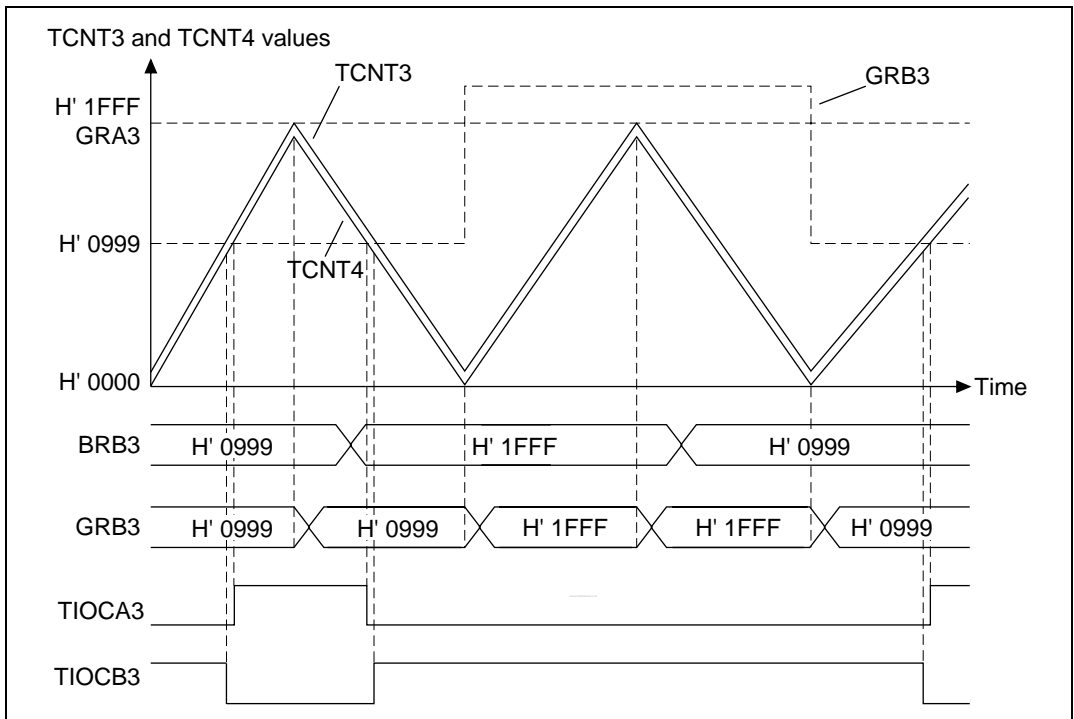 TCNT3 and TCNT4 values
TCNT3
GRB3
H' 1FFF
GRA3
H' 0999
TCNT4
H' 0000
Time
BRB3
H' 0999
H' 1FFF
H' 0999
GRB3
H' 0999
H' 0999
H' 1FFF
H' 1FFF
H' 0999
TIOCA3
TIOCB3